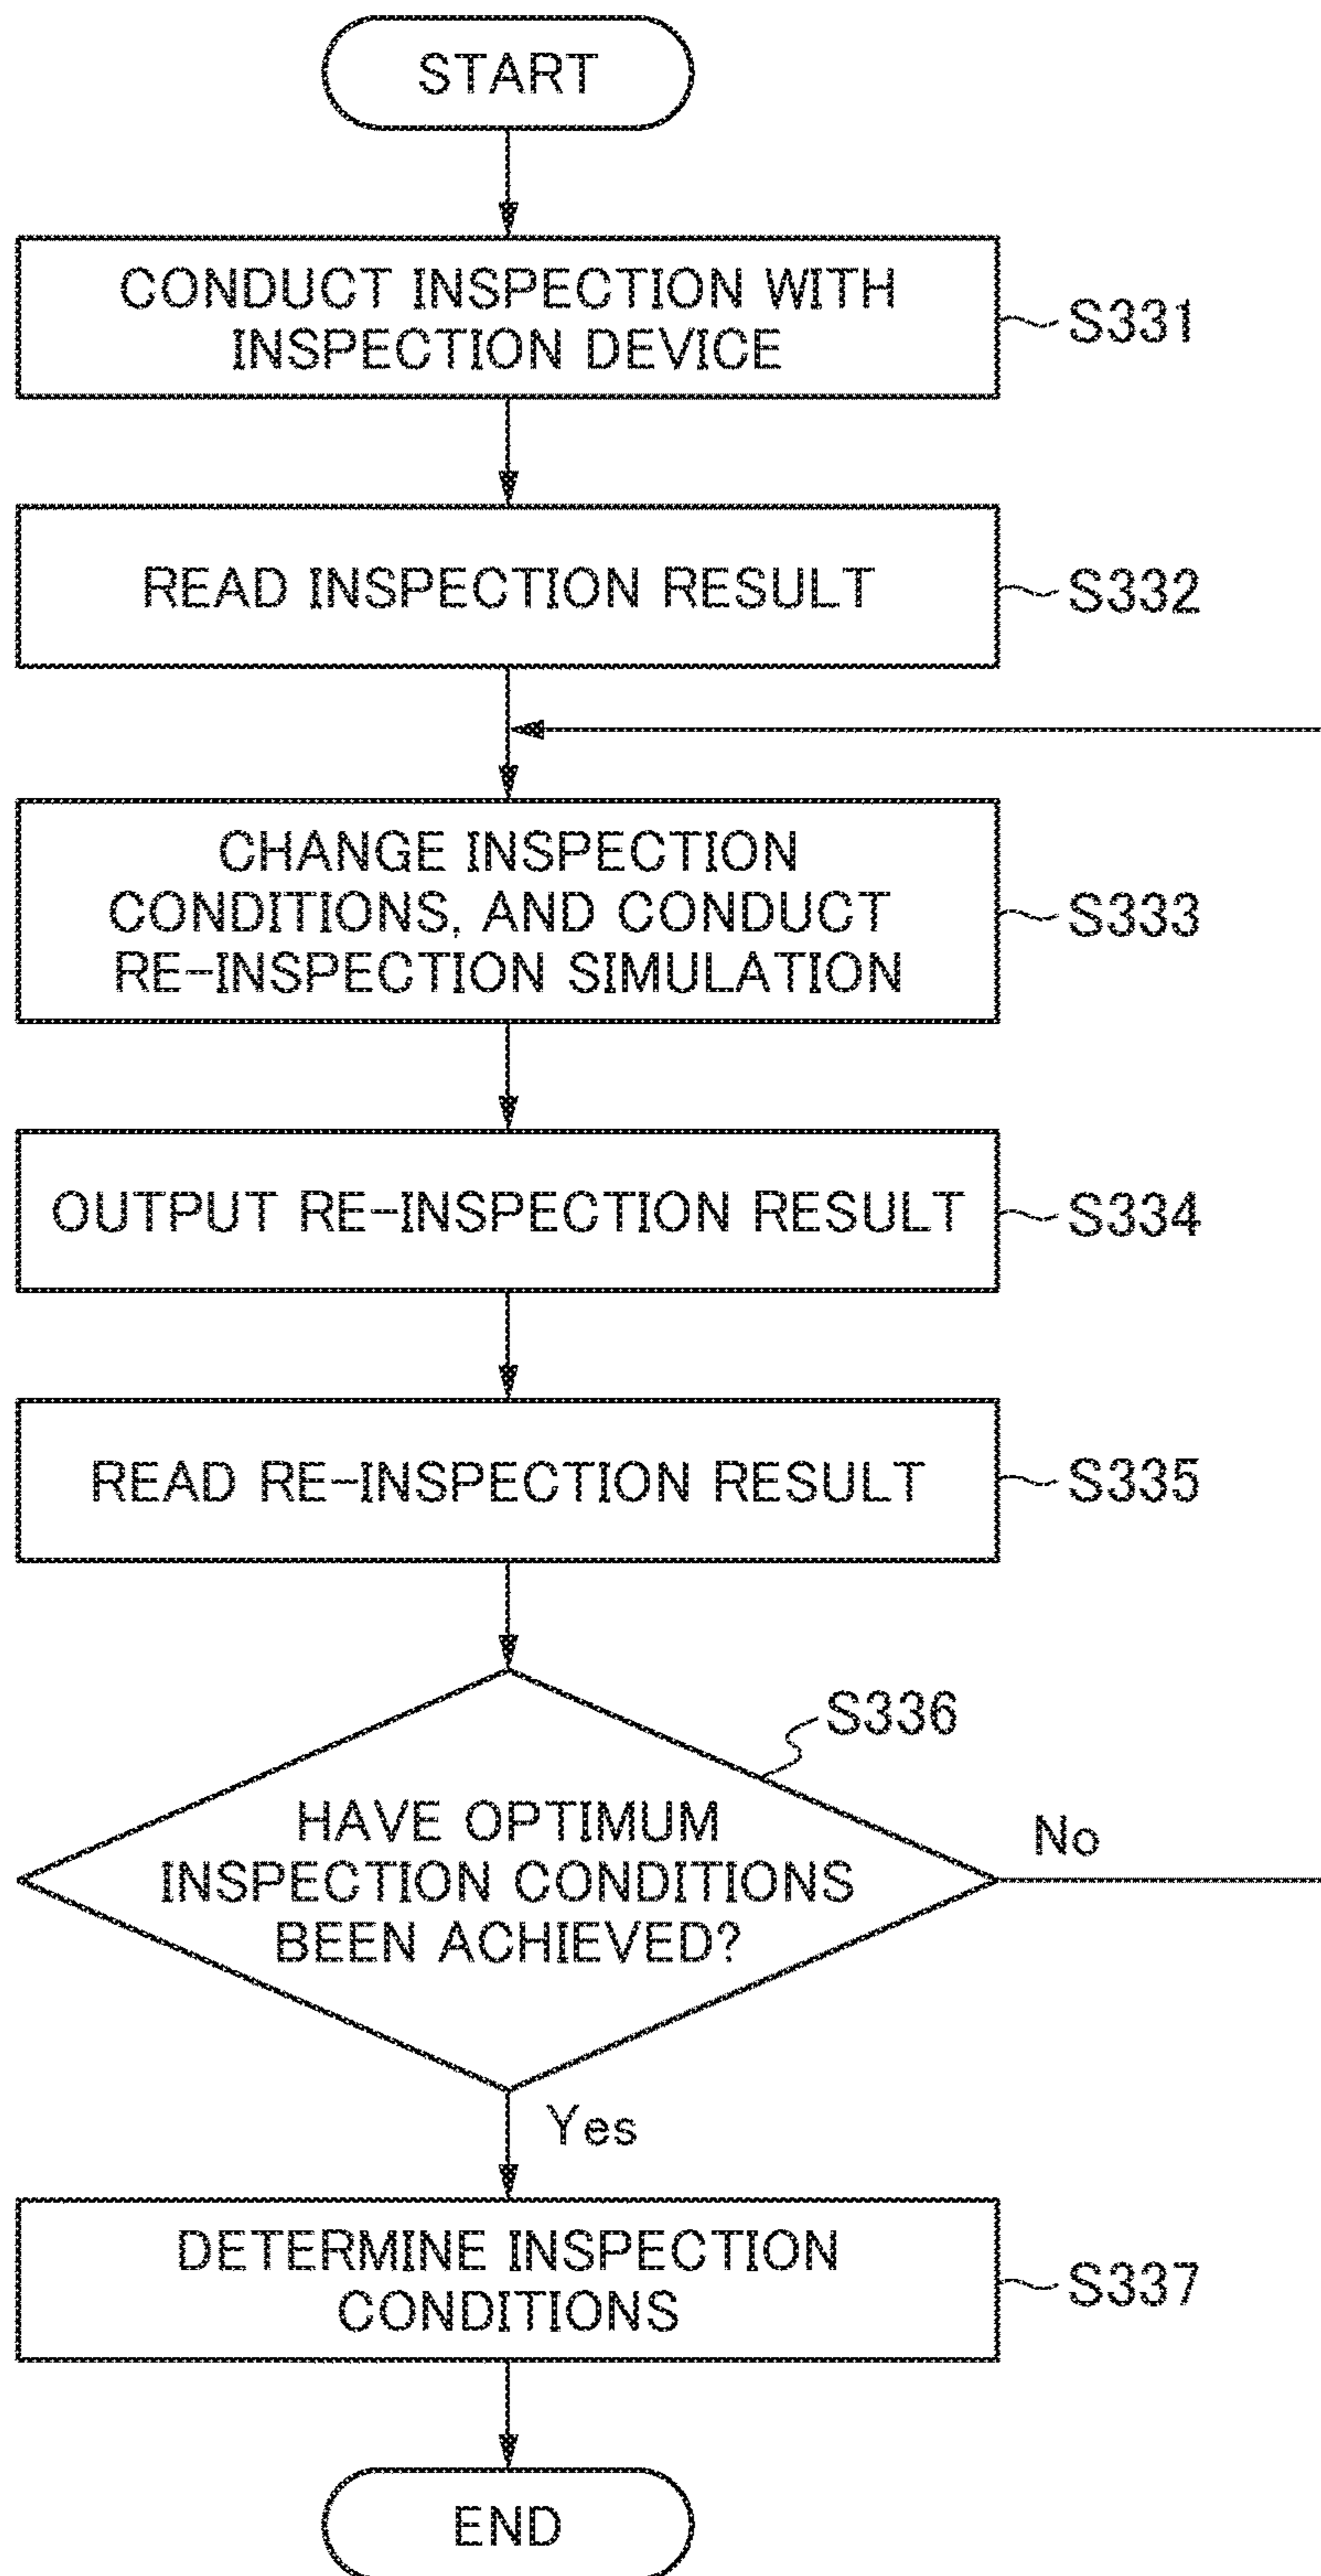 START
CONDUCT INSPECTION WITH
INSPECTION DEVICE
S331
READ INSPECTION RESULT
S332
CHANGE INSPECTION
CONDITIONS, AND CONDUCT
RE-INSPECTION SIMULATION
S333
OUTPUT RE-INSPECTION RESULT
S334
READ RE-INSPECTION RESULT
S335
S336
HAVE OPTIMUM
INSPECTION CONDITIONS
BEEN ACHIEVED?
No
Yes
DETERMINE INSPECTION
CONDITIONS
S337
END